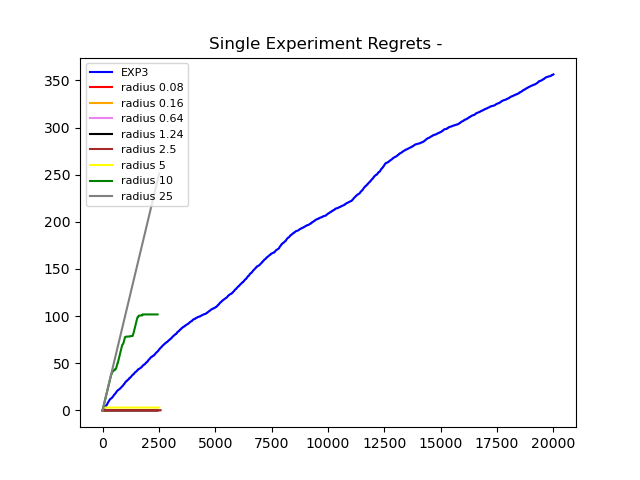 Single Experiment Regrets -
EXP3
radius 0.08
radius 0.16
radius 0.64
radius 1.24
radius 2.5
radius 5
radius 10
radius 25
350
300
250
200
150
100
50
0
0 2500 5000 7500 10000 12500 15000 17500 20000